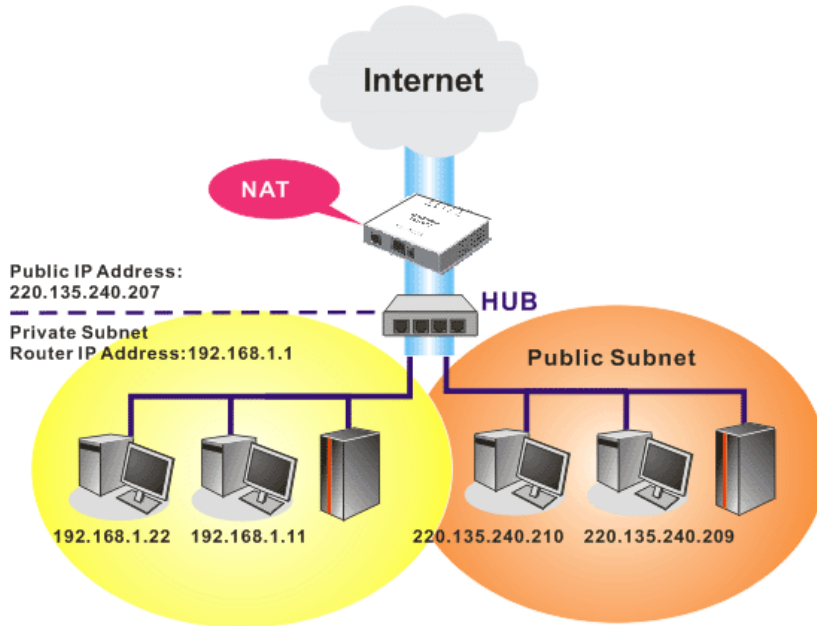 Internet
NAT
Public IP Address:
220.135.240.207
HUB
Private Subnet
Router IP Address:192.168.1.1
Public Subnet
192.168.1.22
192.168.1.11
220.135.240.210
220.135.240.209